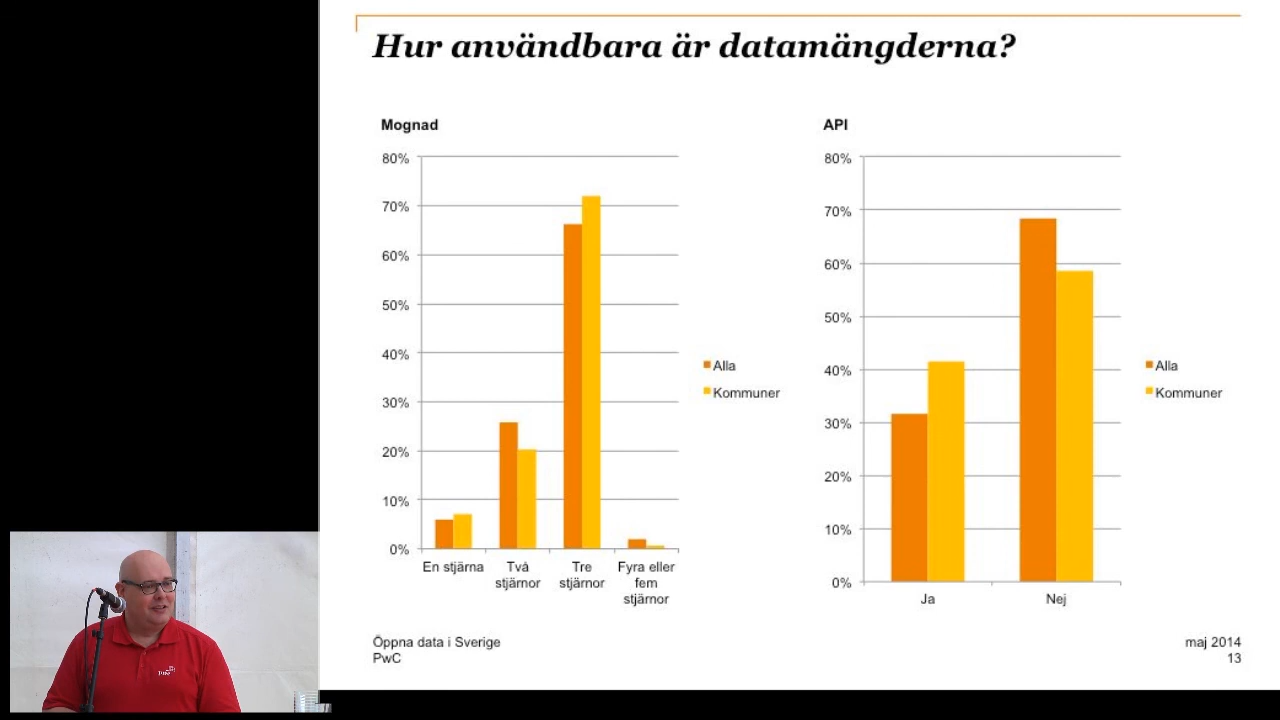 Hur användbara är datamängderna?
Mognad
80%
70%
60%
50%
40%
30%
20%
10%
0%
En stjärna
Två
stjärnor
Tre
stjärnor
Fyra eller
fem
stjärnor
Alla
Kommuner
API
80%
70%
60%
50%
40%
30%
20%
10%
0%
Ja
Nej
Alla
Kommuner
Öppna data i Sverige
PwC
maj 2014
13